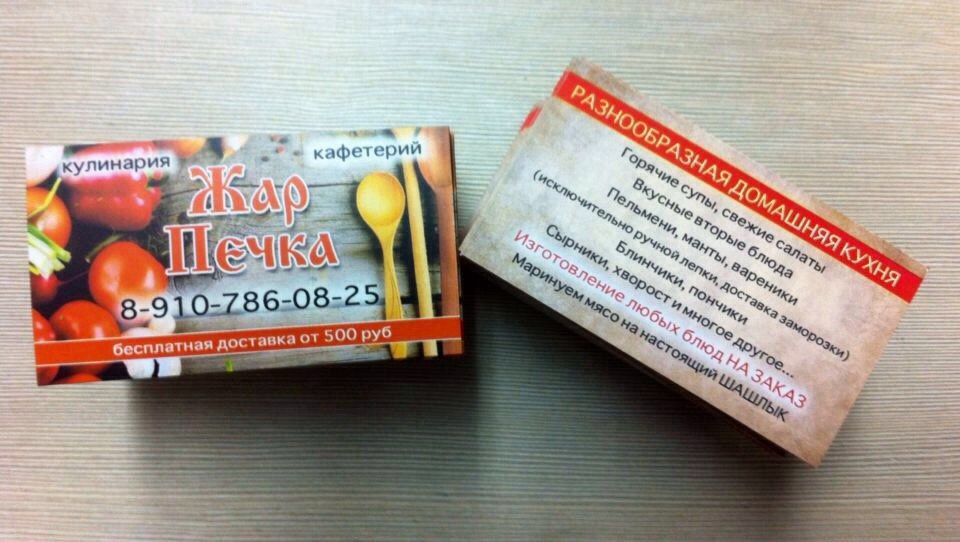 кулинария
кафетерий
Жар
Печка
8-910-786-08-25
бесплатная доставка от 500 руб
РАЗНООБРАЗНАЯ ДОМАШНЯЯ КУХНЯ
Горячие супы, свежие салаты
Вкусные вторые блюда
Пельмени, манты, вареники
(исключительно ручной лепки, доставка заморозки)
Блинчики, пончики
Сырники, хворост и многое другое...
Изготовление любых блюд НА ЗАКАЗ
Маринуем мясо на настоящий ШАШЛЫК